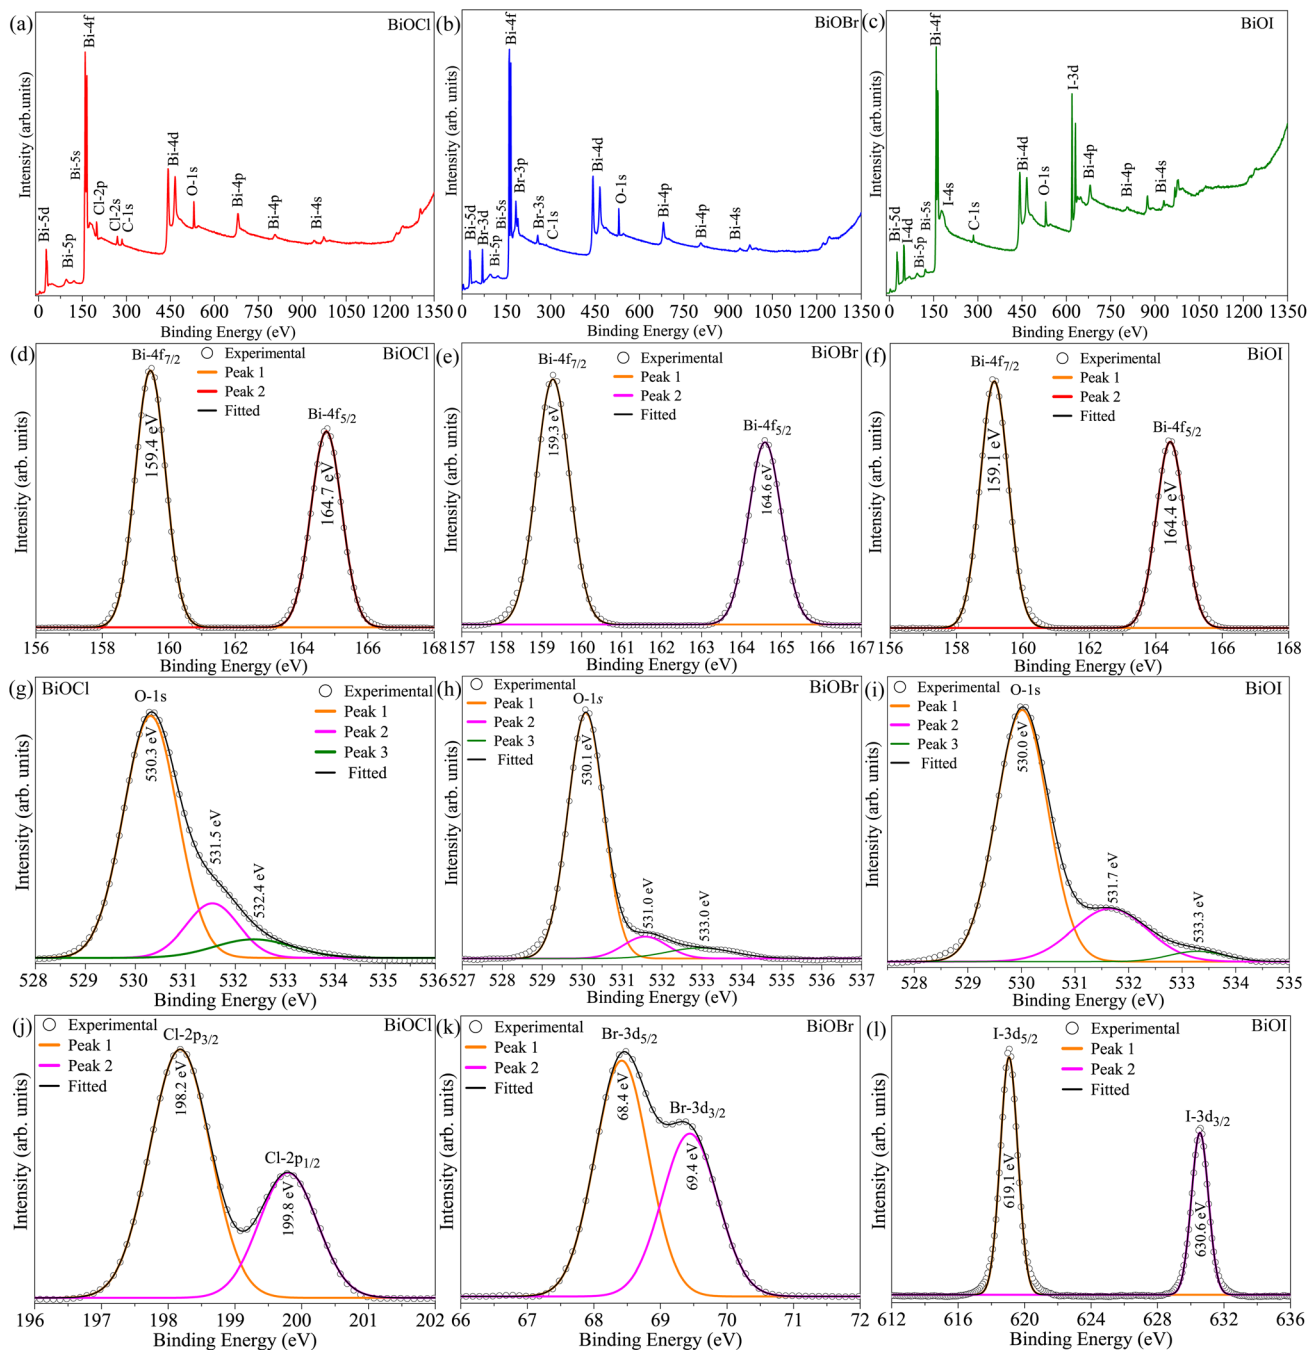 (a)
BiOCl
Intensity (arb.units)
Bi-5d
Bi-5p
Bi-5s
Bi-4f
Cl-2p
Cl-2s
C-1s
Bi-4d
O-1s
Bi-4p
Bi-4p
Bi-4s
0 150 300 450 600 750 900 1050 1200 1350
Binding Energy (eV)
(b)
BiOBr
Intensity (arb.units)
Bi-5d
Br-3d
Bi-5p
Bi-5s
Bi-4f
Br-3p
Br-3s
C-1s
Bi-4d
O-1s
Bi-4p
Bi-4p
Bi-4s
0 150 300 450 600 750 900 1050 1200 1350
Binding Energy (eV)
(c)
BiOI
Intensity (arb.units)
Bi-5d
I-4d
Bi-5p
Bi-5s
Bi-4f
I-4s
C-1s
Bi-4d
O-1s
I-3d
Bi-4p
Bi-4p
Bi-4s
0 150 300 450 600 750 900 1050 1200 1350
Binding Energy (eV)
(d)
BiOCl
Intensity (arb. units)
Bi-4f7/2
159.4 eV
Bi-4f5/2
164.7 eV
Experimental
Peak 1
Peak 2
Fitted
156 158 160 162 164 166 168
Binding Energy (eV)
(e)
BiOBr
Intensity (arb. units)
Bi-4f7/2
159.3 eV
Bi-4f5/2
164.6 eV
Experimental
Peak 1
Peak 2
Fitted
157 158 159 160 161 162 163 164 165 166 167
Binding Energy (eV)
(f)
BiOI
Intensity (arb. units)
Bi-4f7/2
159.1 eV
Bi-4f5/2
164.4 eV
Experimental
Peak 1
Peak 2
Fitted
156 158 160 162 164 166 168
Binding Energy (eV)
(g)
BiOCl
Intensity (arb. units)
O-1s
530.3 eV
531.5 eV
532.4 eV
Experimental
Peak 1
Peak 2
Peak 3
Fitted
528 529 530 531 532 533 534 535 536
Binding Energy (eV)
(h)
BiOBr
Intensity (arb. units)
O-1s
530.1 eV
531.0 eV
533.0 eV
Experimental
Peak 1
Peak 2
Peak 3
Fitted
527 528 529 530 531 532 533 534 535 536 537
Binding Energy (eV)
(i)
BiOI
Intensity (arb. units)
O-1s
530.0 eV
531.7 eV
533.3 eV
Experimental
Peak 1
Peak 2
Peak 3
Fitted
528 529 530 531 532 533 534 535
Binding Energy (eV)
(j)
BiOCl
Intensity (arb. units)
Cl-2p3/2
198.2 eV
Cl-2p1/2
199.8 eV
Experimental
Peak 1
Peak 2
Fitted
196 197 198 199 200 201 202
Binding Energy (eV)
(k)
BiOBr
Intensity (arb. units)
Br-3d5/2
68.4 eV
Br-3d3/2
69.4 eV
Experimental
Peak 1
Peak 2
Fitted
66 67 68 69 70 71 72
Binding Energy (eV)
(l)
BiOI
Intensity (arb. units)
I-3d5/2
619.1 eV
I-3d3/2
630.6 eV
Experimental
Peak 1
Peak 2
Fitted
612 616 620 624 628 632 636
Binding Energy (eV)